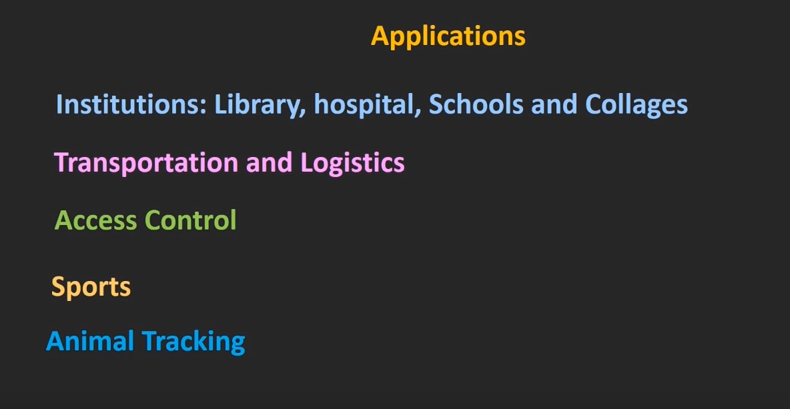 Applications
Institutions: Library, hospital, Schools and Collages
Transportation and Logistics
Access Control
Sports
Animal Tracking